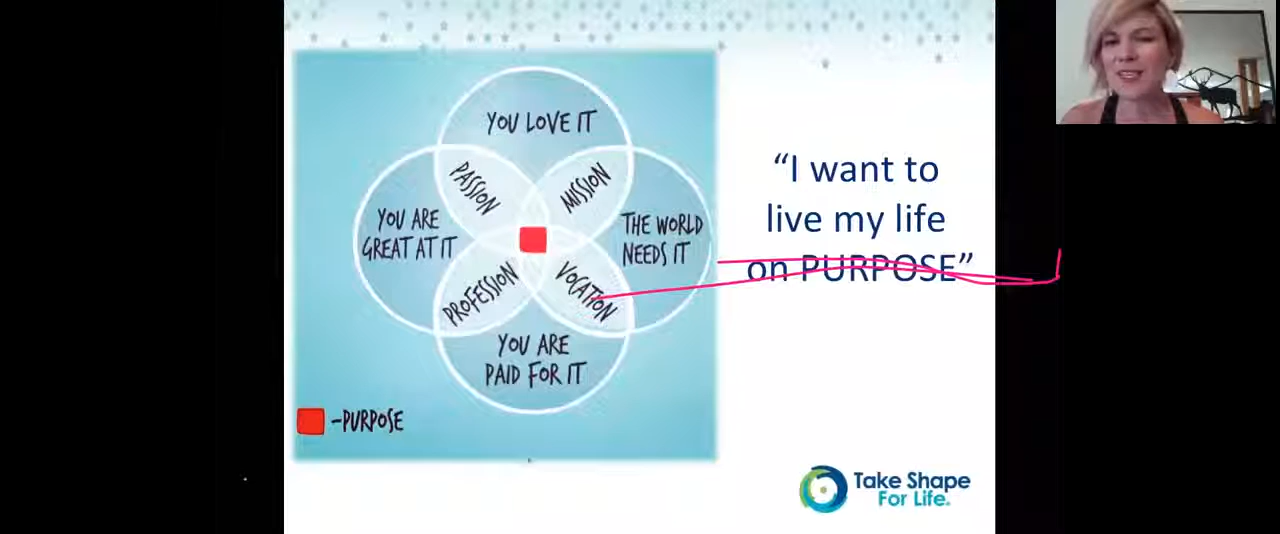 YOU LOVE IT
PASSION
MISSION
YOU ARE
GREAT AT IT
THE WORLD
NEEDS IT
PROFESSION
VOCATION
YOU ARE
PAID FOR IT
-PURPOSE
“I want to
live my life
on PURPOSE”
Take Shape
For Life.